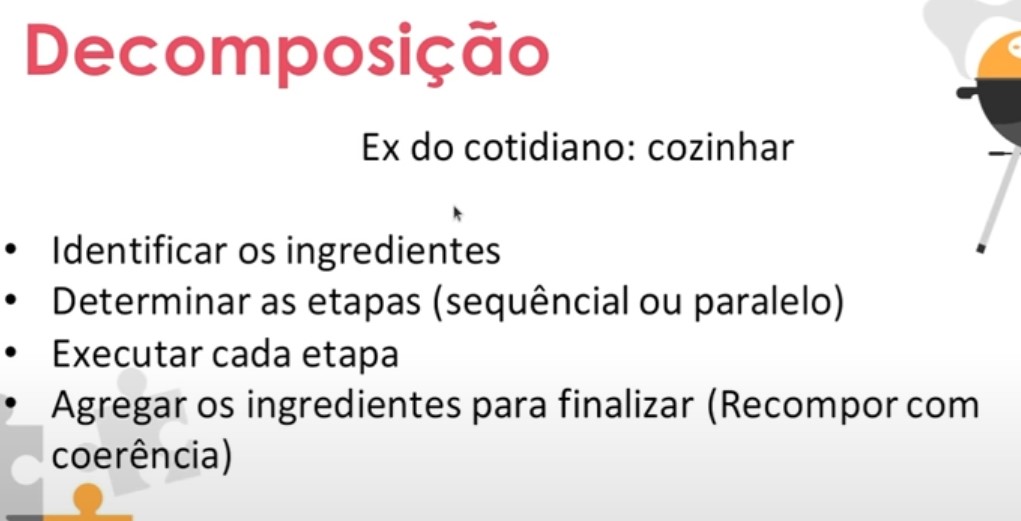 Decomposição
Ex do cotidiano: cozinhar
• Identificar os ingredientes
• Determinar as etapas (sequêncial ou paralelo)
• Executar cada etapa
• Agregar os ingredientes para finalizar (Recompor com
coerência)